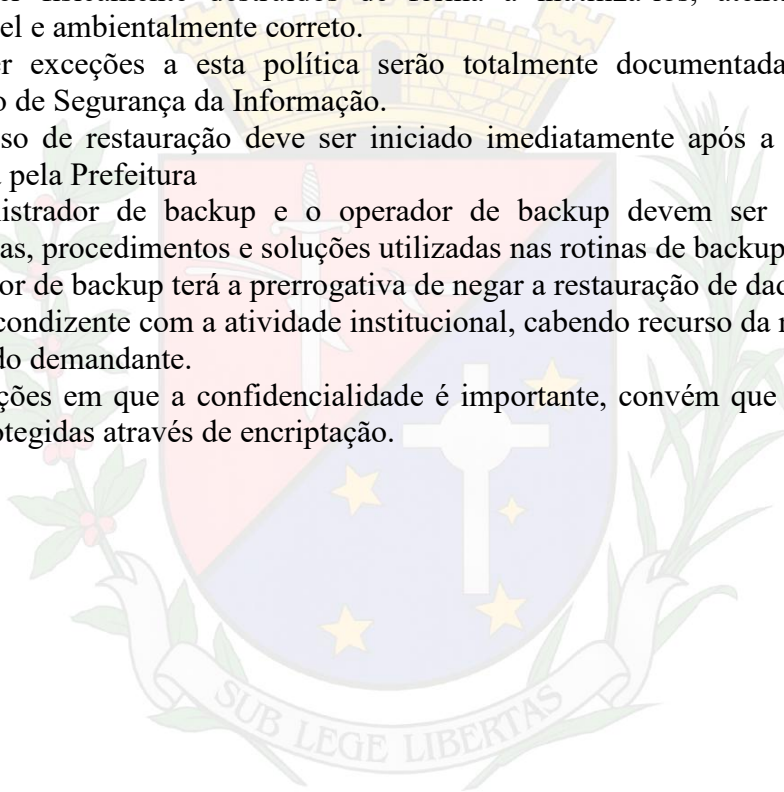 el e ambientalmente correto.
er exceções a esta política serão totalmente documentada
o de Segurança da Informação.
so de restauração deve ser iniciado imediatamente após a
pela Prefeitura
istrador de backup e o operador de backup devem ser
as, procedimentos e soluções utilizadas nas rotinas de backup
or de backup terá a prerrogativa de negar a restauração de dad
condizente com a atividade institucional, cabendo recurso da
do demandante.
ções em que a confidencialidade é importante, convém que
otegidas através de encriptação.
SUB LEGE LIBERTAS